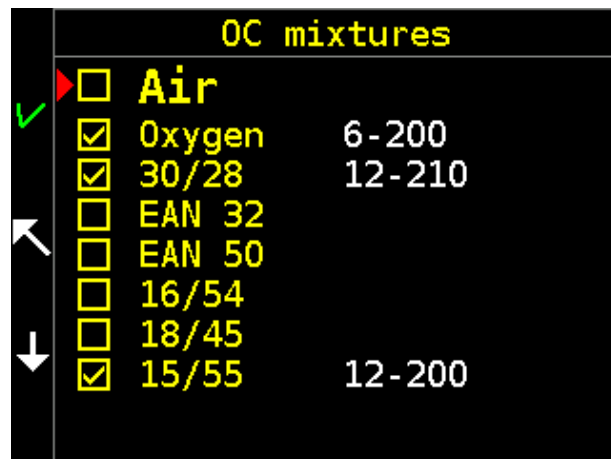 OC mixtures
Air
Oxygen 6-200
30/28 12-210
EAN 32
EAN 50
16/54
18/45
15/55 12-200